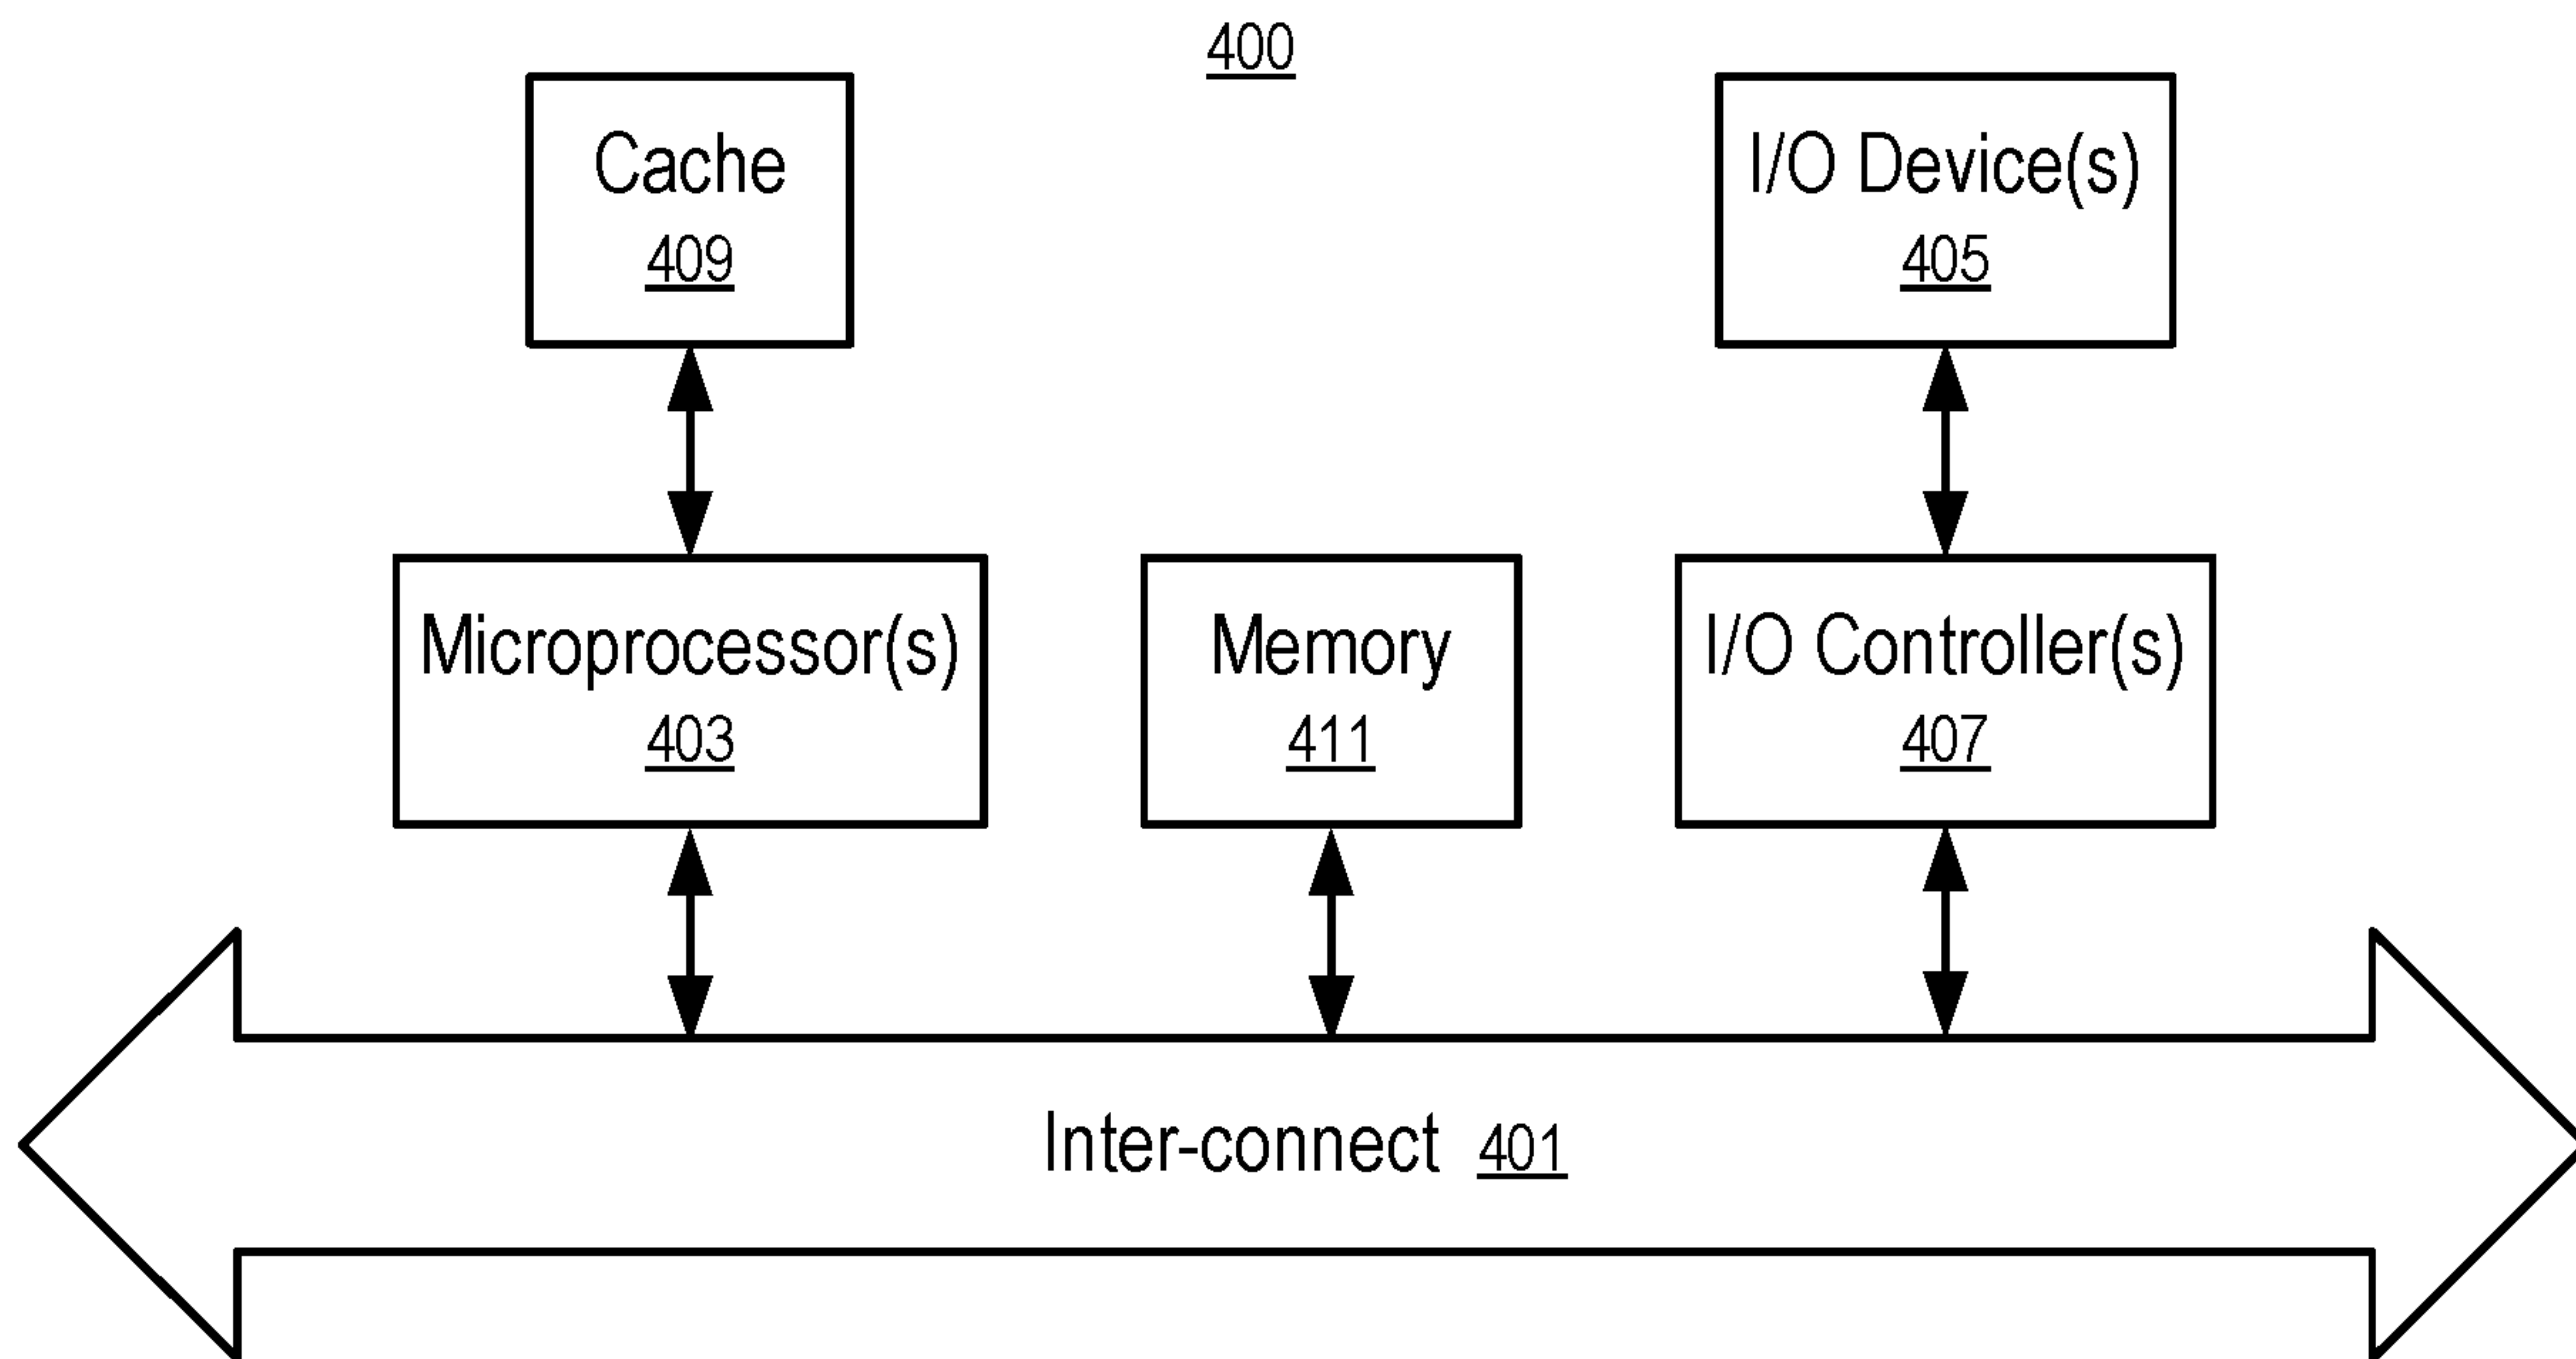 400
Cache
409
I/O Device(s)
405
Microprocessor(s)
403
Memory
411
I/O Controller(s)
407
Inter-connect 401